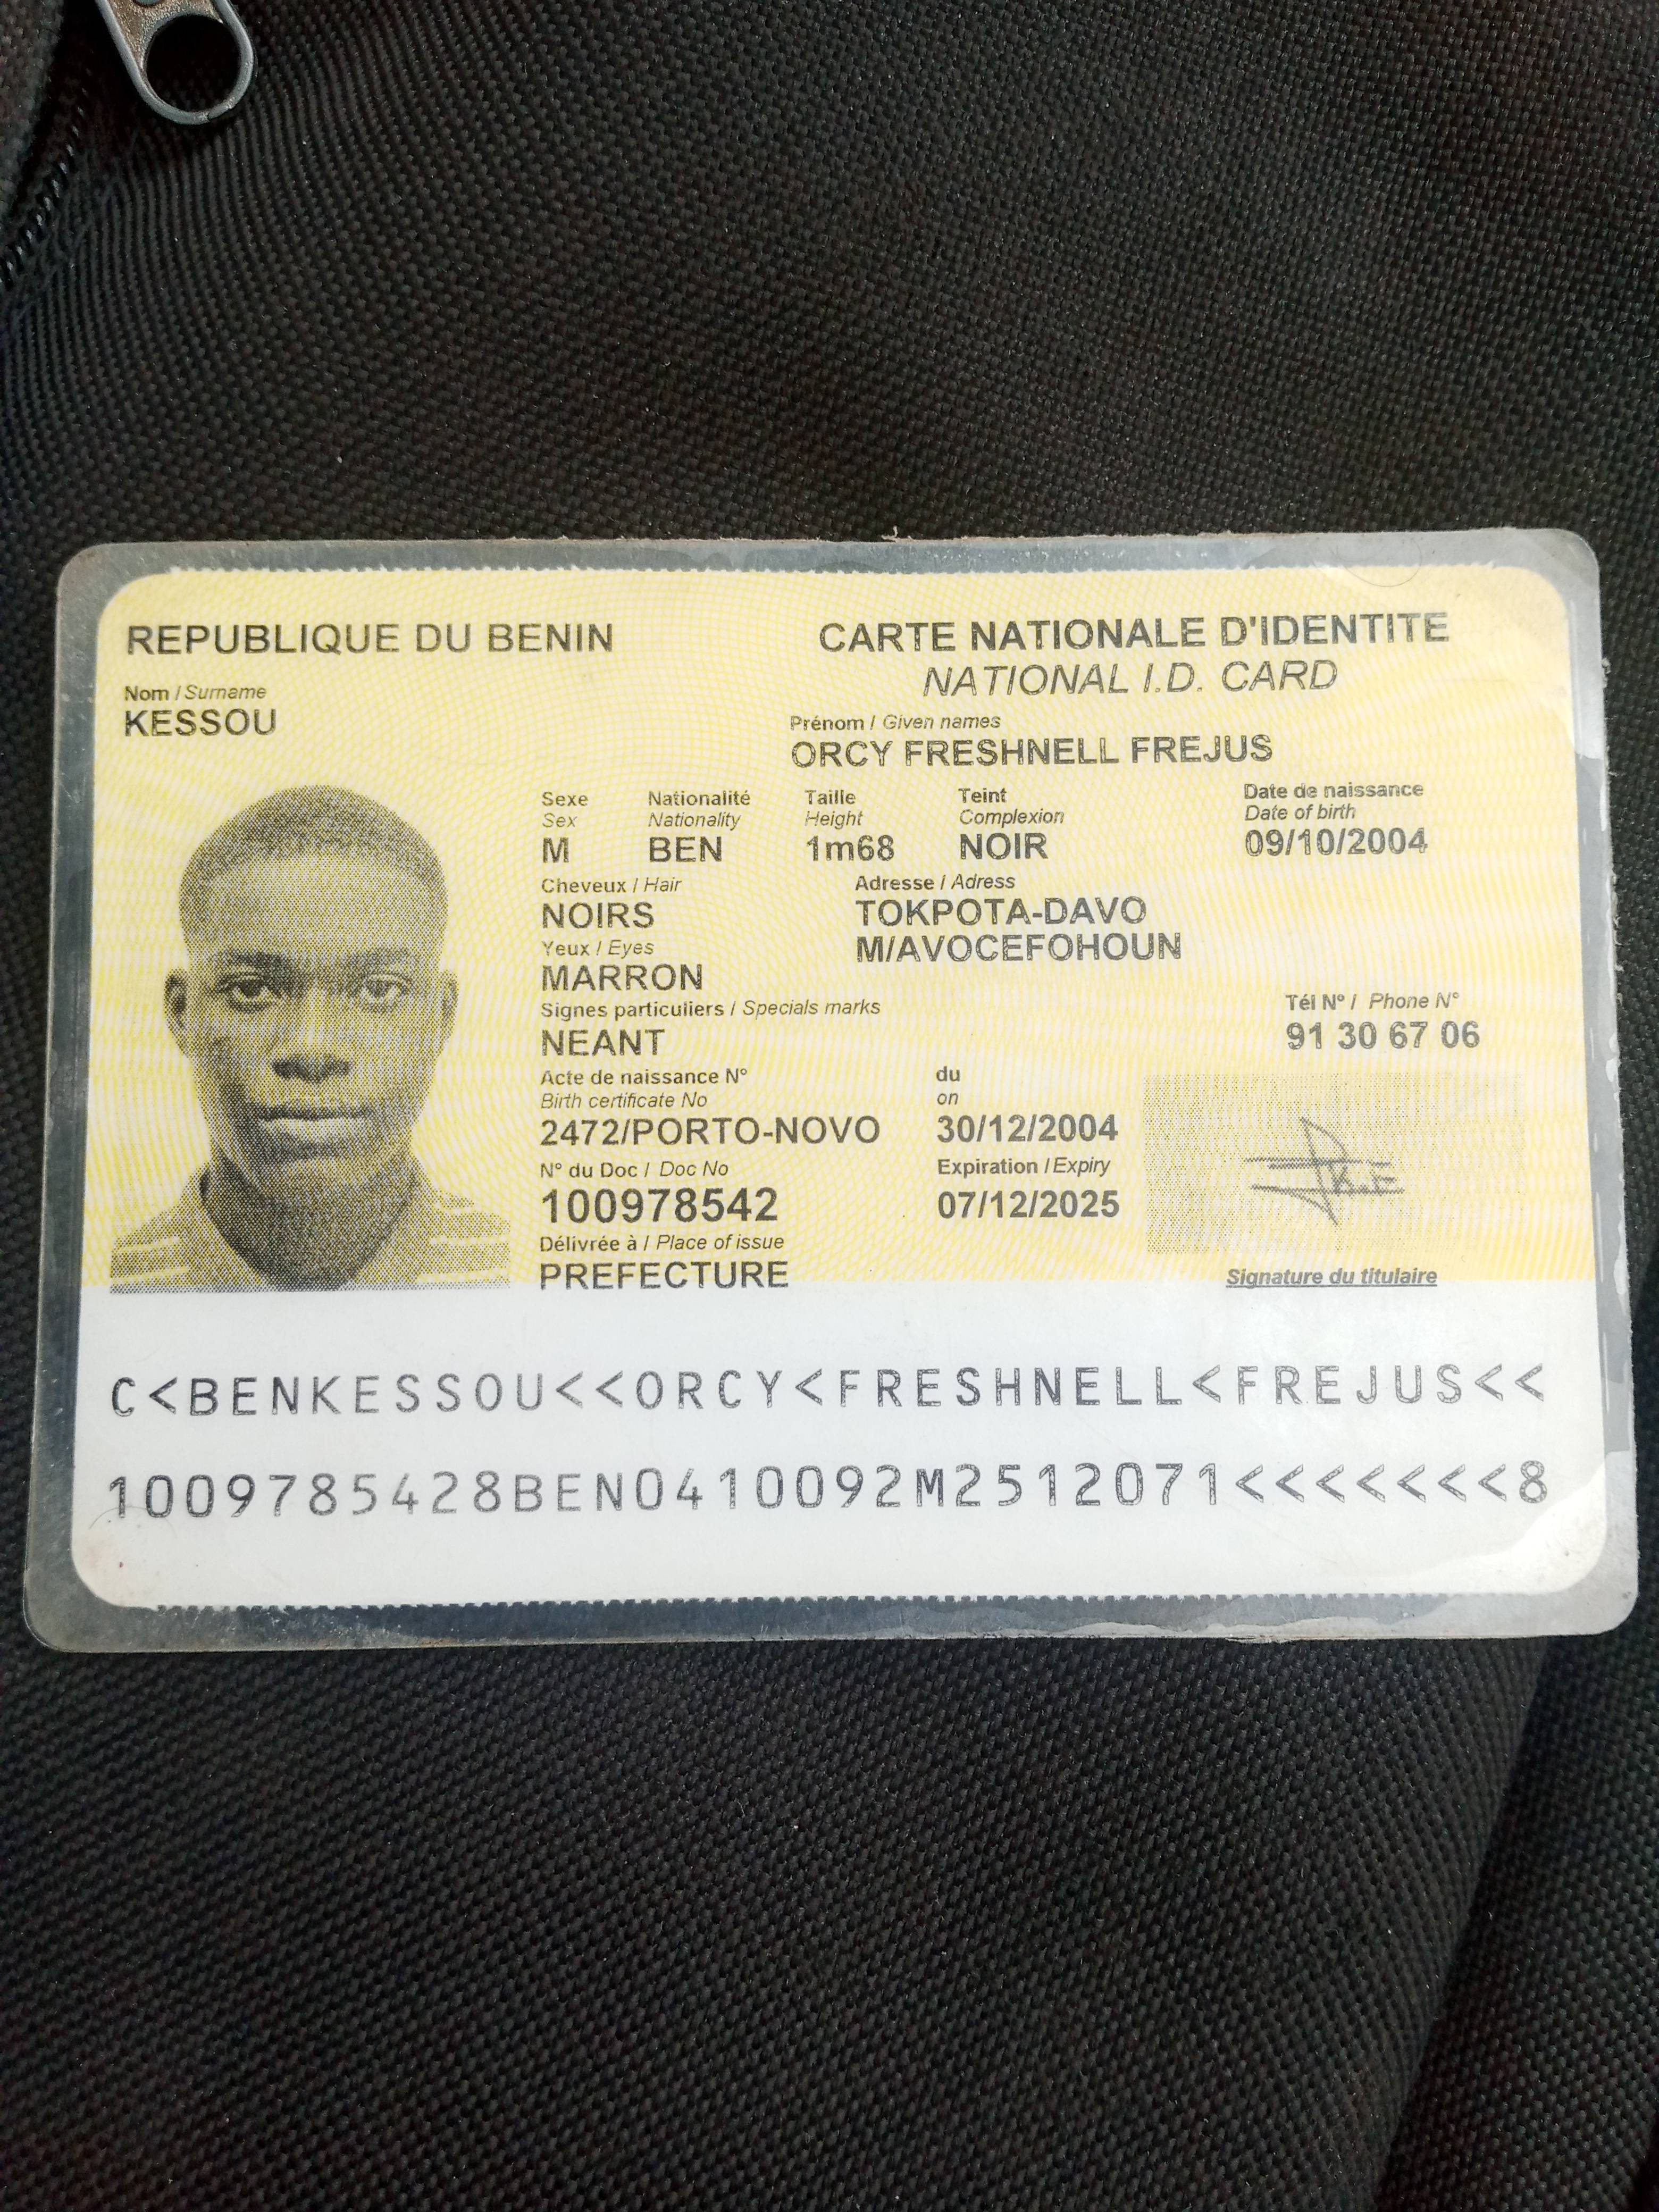 REPUBLIQUE DU BENIN
CARTE NATIONALE D'IDENTITE
NATIONAL I.D. CARD
Nom / Surname
KESSOU
Prénom / Given names
ORCY FRESHNELL FREJUS
Sexe Nationalité Taille Teint Date de naissance
Sex Nationality Height Complexion Date of birth
M BEN 1m68 NOIR 09/10/2004
Cheveux / Hair Adresse / Adress
NOIRS TOKPOTA-DAVO
Yeux / Eyes M/AVOCEFOHOUN
MARRON
Signes particuliers / Specials marks Tél N° / Phone N°
NEANT 91 30 67 06
Acte de naissance N° du
Birth certificate No on
2472/PORTO-NOVO 30/12/2004
N° du Doc / Doc No Expiration / Expiry
100978542 07/12/2025
Délivrée à / Place of issue
PREFECTURE Signature du titulaire
C<BENKESSOU<<ORCY<FRESHNELL<FREJUS<<
1009785428BEN0410092M2512071<<<<<<<8